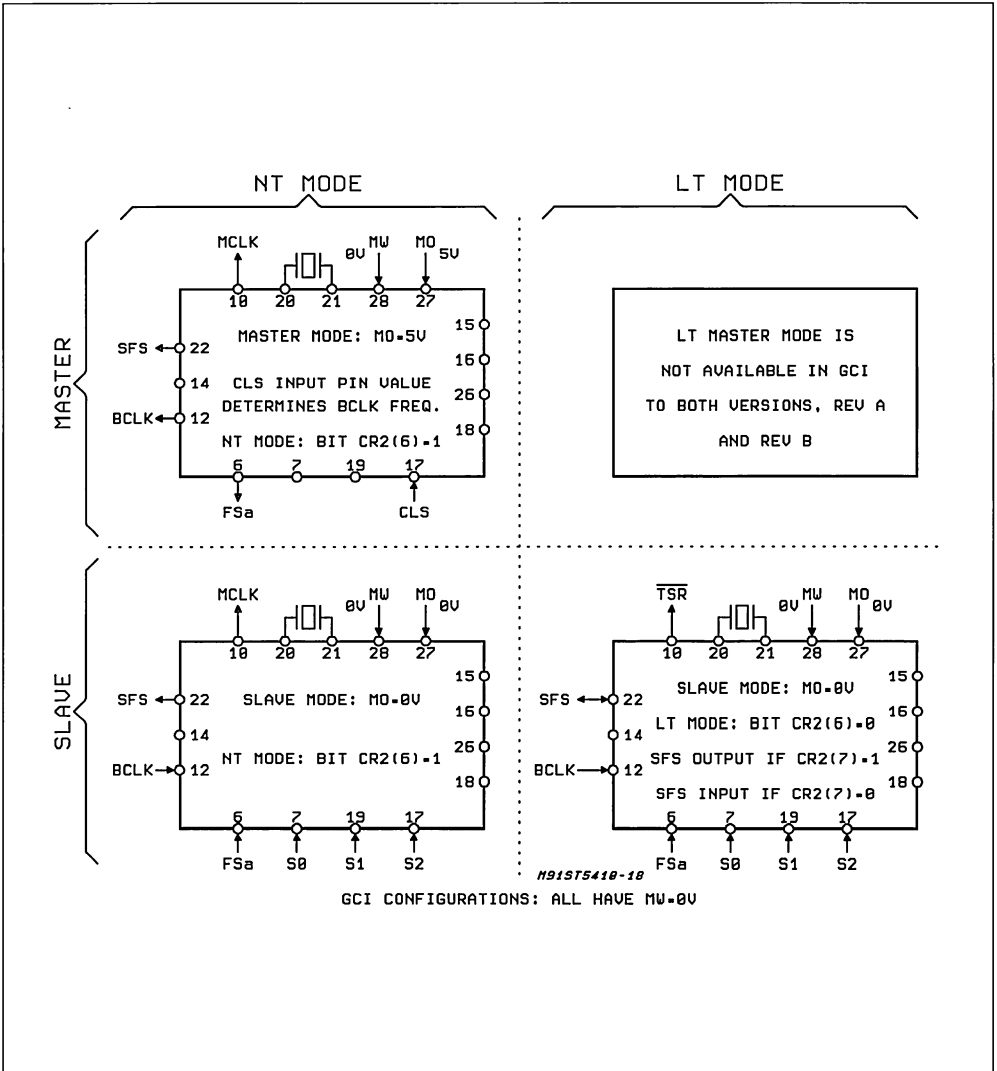 NT MODE
LT MODE
MASTER
MCLK
0V MW
MO 5V
10 20 21 28 27
MASTER MODE: MO=5V
15
SFS 22
16
14 CLS INPUT PIN VALUE
26
DETERMINES BCLK FREQ.
BCLK 12
18
NT MODE: BIT CR2(6)=1
6 7 19 17
FSa CLS
LT MASTER MODE IS
NOT AVAILABLE IN GCI
TO BOTH VERSIONS, REV A
AND REV B
SLAVE
MCLK
0V MW
MO 0V
10 20 21 28 27
15
SFS 22
SLAVE MODE: MO=0V
16
14
26
NT MODE: BIT CR2(6)=1
BCLK 12
18
6 7 19 17
FSa S0 S1 S2
TSR
0V MW
MO 0V
10 20 21 28 27
15
SLAVE MODE: MO=0V
SFS 22
16
LT MODE: BIT CR2(6)=0
14
26
SFS OUTPUT IF CR2(7)=1
BCLK 12
18
SFS INPUT IF CR2(7)=0
6 7 19 17
FSa S0 S1 S2
M91ST5410-18
GCI CONFIGURATIONS: ALL HAVE MW=0V